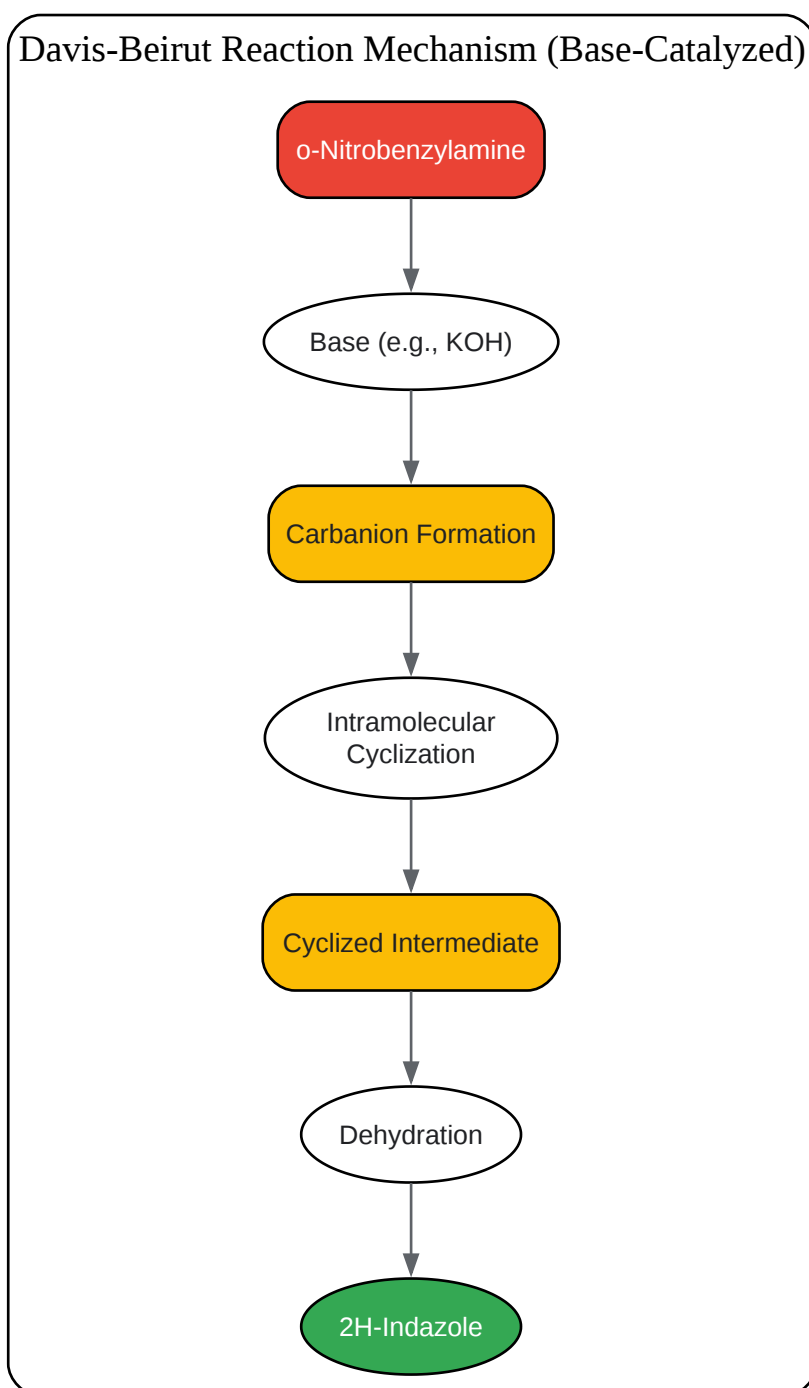 Davis-Beirut Reaction Mechanism (Base-Catalyzed)
o-Nitrobenzylamine
Base (e.g., KOH)
Carbanion Formation
Intramolecular
Cyclization
Cyclized Intermediate
Dehydration
2H-Indazole